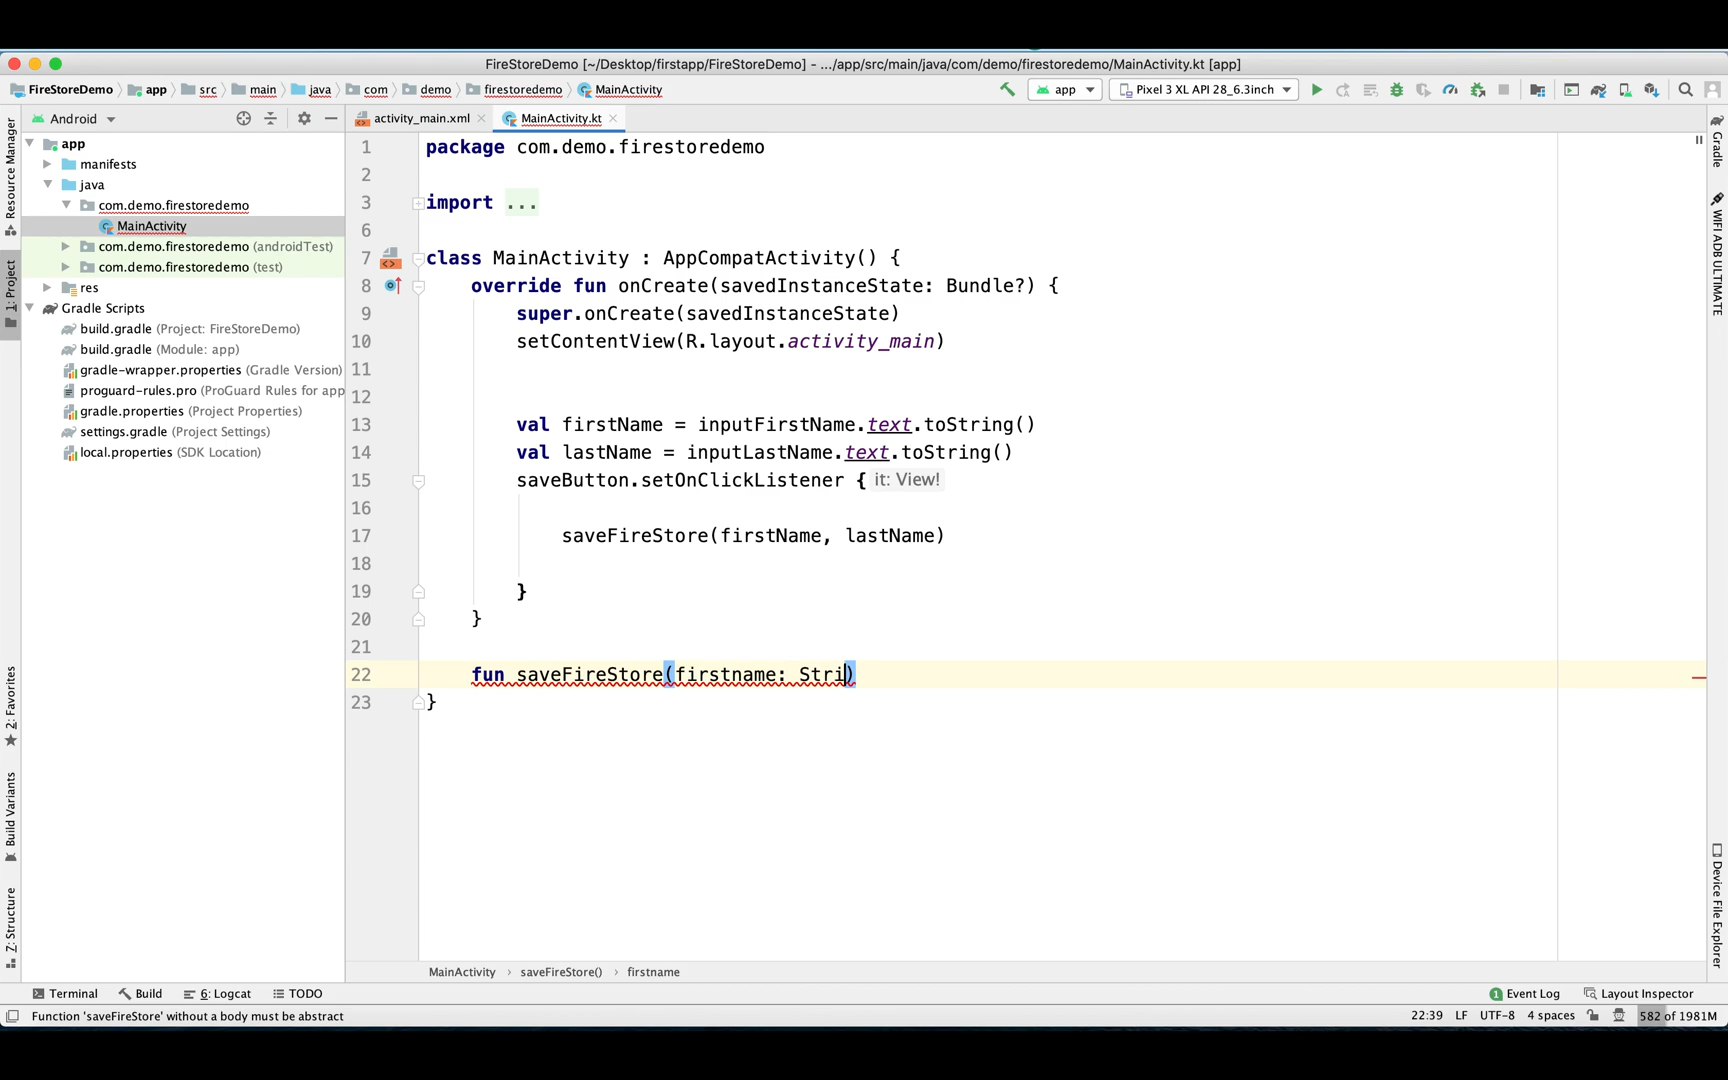 FireStoreDemo [~/Desktop/firstapp/FireStoreDemo] - .../app/src/main/java/com/demo/firestoredemo/MainActivity.kt [app]
FireStoreDemo app src main java com demo firestoredemo MainActivity app Pixel 3 XL API 28_6.3inch
Android activity_main.xml MainActivity.kt
Resource Manager
1: Project
2: Favorites
Build Variants
7: Structure
app
manifests
java
com.demo.firestoredemo
MainActivity
com.demo.firestoredemo (androidTest)
com.demo.firestoredemo (test)
res
Gradle Scripts
build.gradle (Project: FireStoreDemo)
build.gradle (Module: app)
gradle-wrapper.properties (Gradle Version)
proguard-rules.pro (ProGuard Rules for app
gradle.properties (Project Properties)
settings.gradle (Project Settings)
local.properties (SDK Location)
1 package com.demo.firestoredemo
2
3 import ...
6
7 class MainActivity : AppCompatActivity() {
8 override fun onCreate(savedInstanceState: Bundle?) {
9 super.onCreate(savedInstanceState)
10 setContentView(R.layout.activity_main)
11
12
13 val firstName = inputFirstName.text.toString()
14 val lastName = inputLastName.text.toString()
15 saveButton.setOnClickListener { it: View!
16
17 saveFireStore(firstName, lastName)
18
19 }
20 }
21
22 fun saveFireStore(firstname: Stri)
23 }
Gradle
WIFI ADB ULTIMATE
Device File Explorer
MainActivity › saveFireStore() › firstname
Terminal Build 6: Logcat TODO 1 Event Log Layout Inspector
Function 'saveFireStore' without a body must be abstract 22:39 LF UTF-8 4 spaces 582 of 1981M